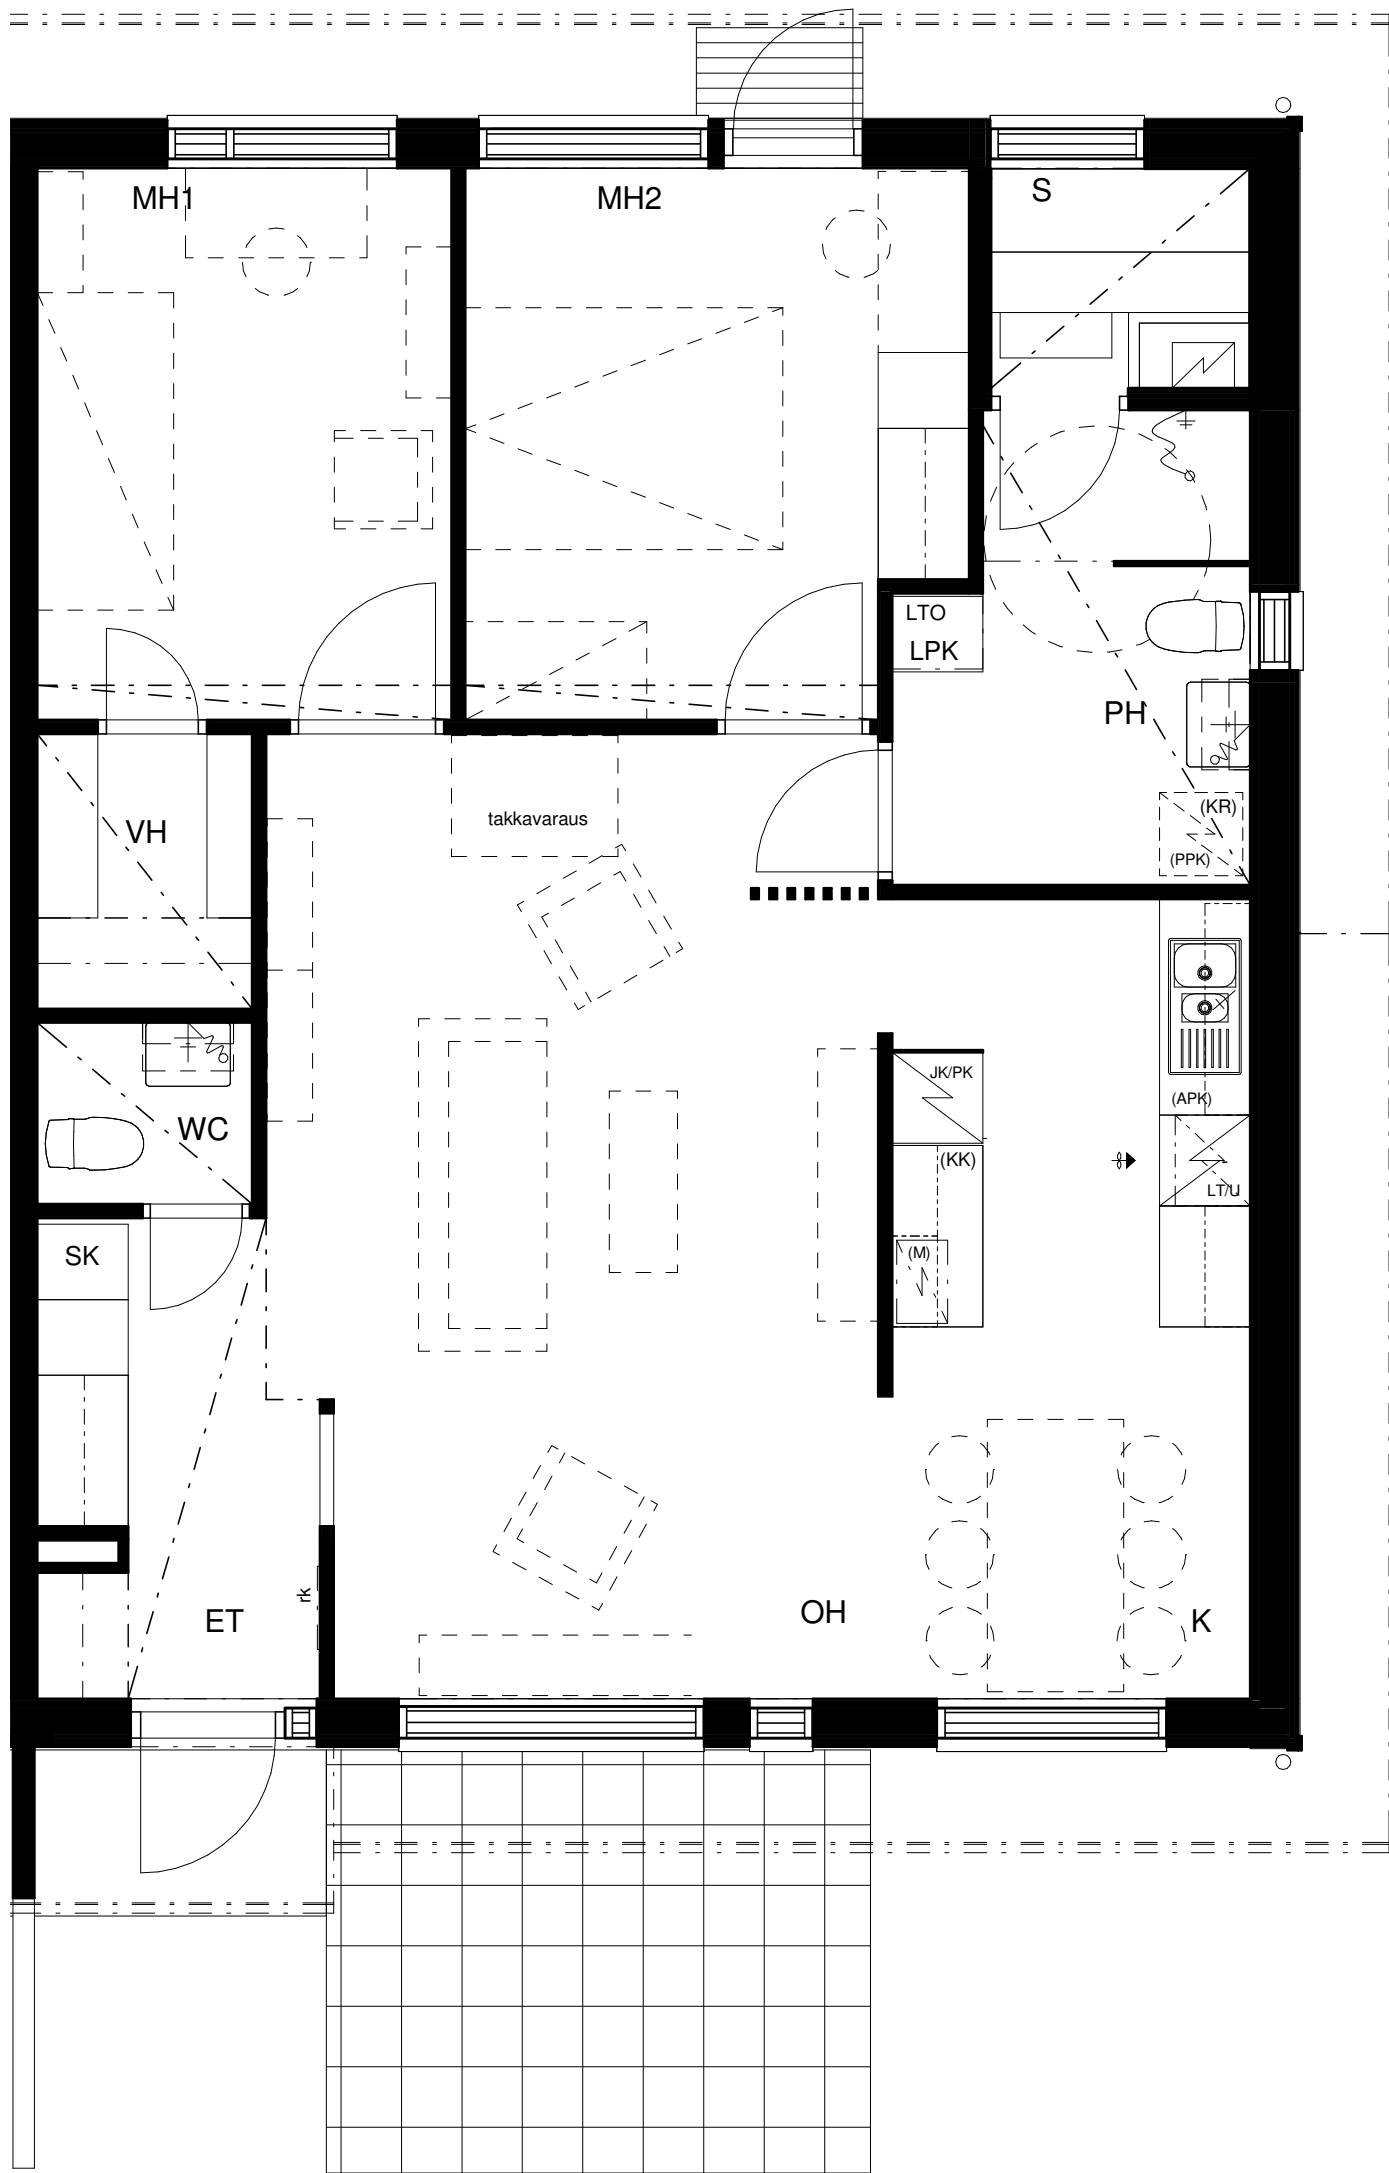 MH1
MH2
S
LTO
LPK
PH
takkavaraus
VH
(KR)
(PPK)
JK/PK
(APK)
WC
(KK)
LT/U
SK
(M)
rk
ET
OH
K